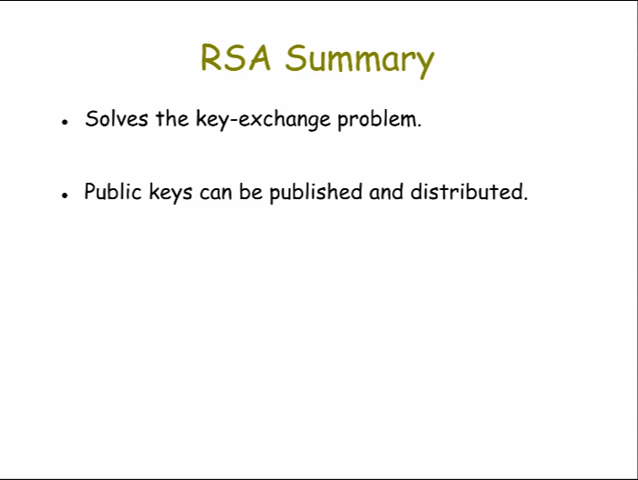 RSA Summary
• Solves the key-exchange problem.
• Public keys can be published and distributed.